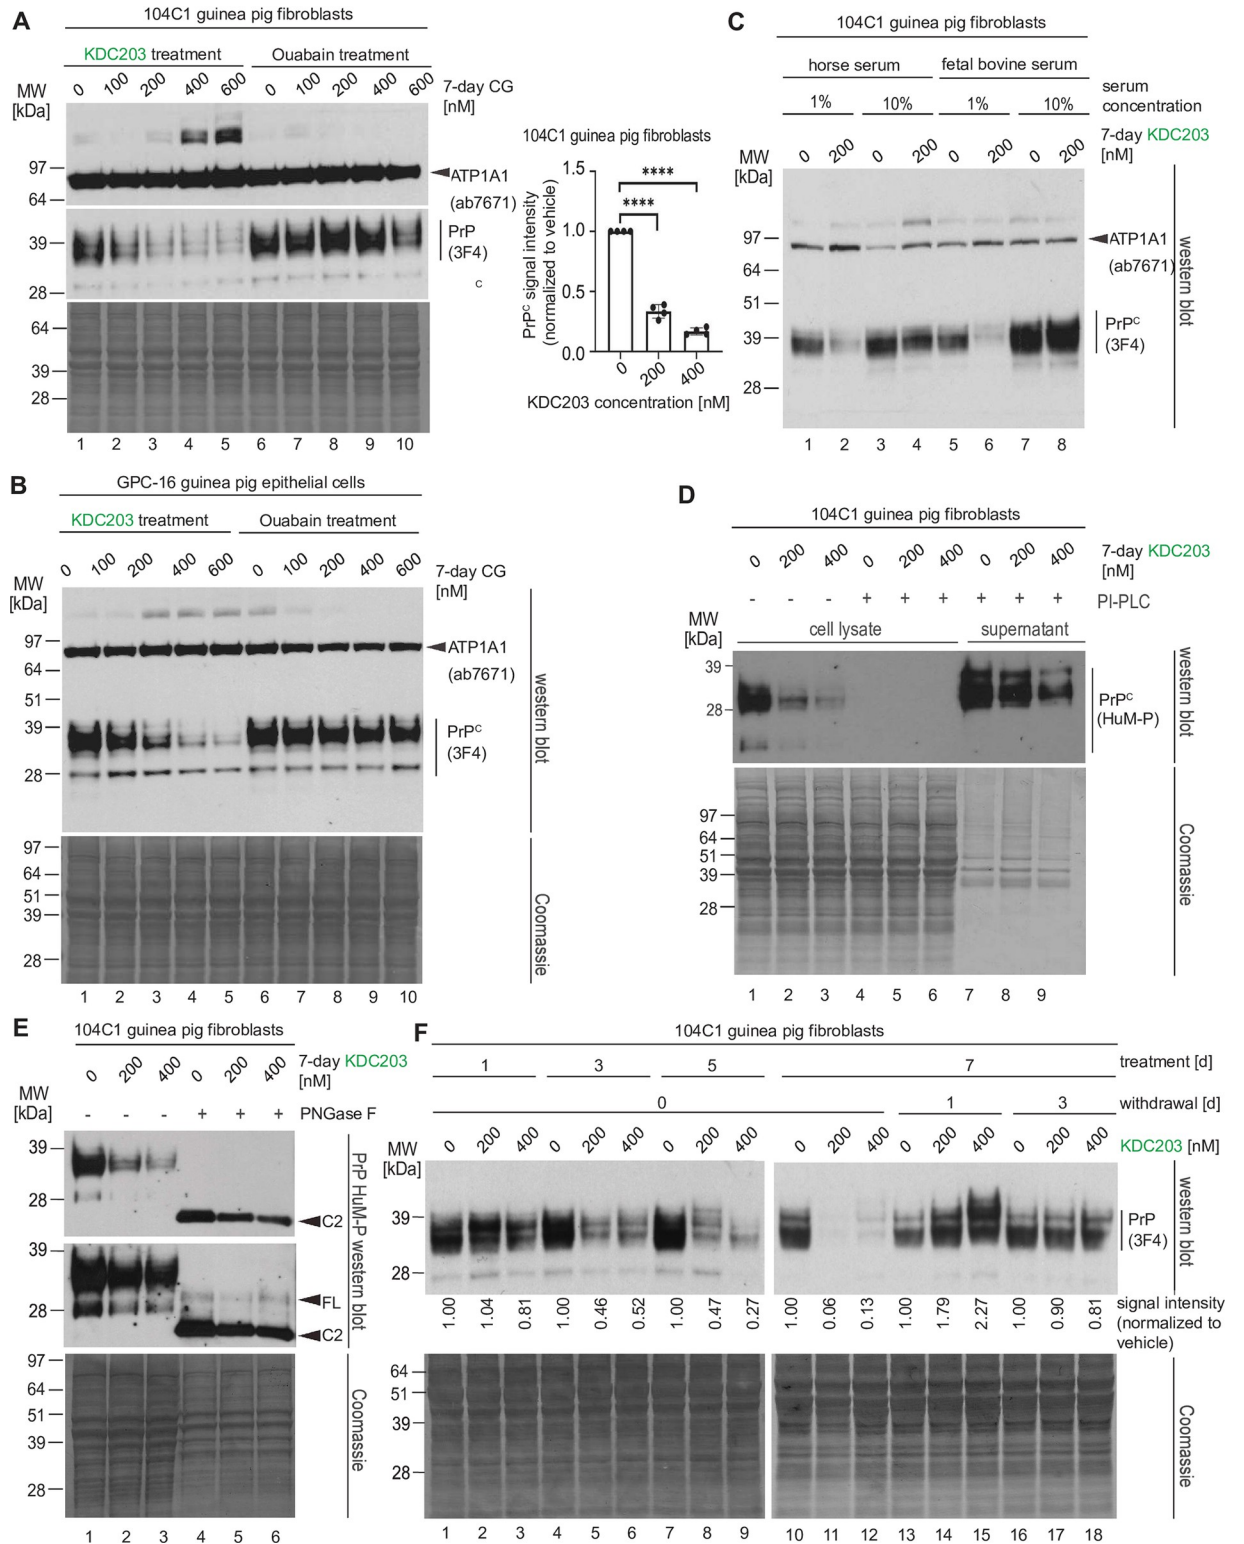 A
104C1 guinea pig fibroblasts
KDC203 treatment Ouabain treatment
0 100 200 400 600 0 100 200 400 600
7-day CG
[nM]
MW
[kDa]
97
64
ATP1A1
(ab7671)
39
28
PrP
(3F4)
C
64
39
28
1 2 3 4 5 6 7 8 9 10
104C1 guinea pig fibroblasts
PrPC signal intensity
(normalized to vehicle)
1.5
1.0
0.5
0.0
****
****
0 200 400
KDC203 concentration [nM]
C
104C1 guinea pig fibroblasts
horse serum fetal bovine serum
1% 10% 1% 10%
serum
concentration
0 200 0 200 0 200 0 200
7-day KDC203
[nM]
MW
[kDa]
97
64
51
39
28
ATP1A1
(ab7671)
PrPC
(3F4)
western blot
1 2 3 4 5 6 7 8
B
GPC-16 guinea pig epithelial cells
KDC203 treatment Ouabain treatment
0 100 200 400 600 0 100 200 400 600
7-day CG
[nM]
MW
[kDa]
97
64
51
39
28
ATP1A1
(ab7671)
PrPC
(3F4)
western blot
97
64
51
39
28
Coomassie
1 2 3 4 5 6 7 8 9 10
D
104C1 guinea pig fibroblasts
0 200 400 0 200 400 0 200 400
7-day KDC203
[nM]
- - - + + + + + + PI-PLC
cell lysate supernatant
MW
[kDa]
39
28
PrPC
(HuM-P)
western blot
97
64
51
39
28
Coomassie
1 2 3 4 5 6 7 8 9
E
104C1 guinea pig fibroblasts
0 200 400 0 200 400
7-day KDC203
[nM]
- - - + + + PNGase F
MW
[kDa]
39
28
C2
39
28
FL
C2
PrP HuM-P western blot
97
64
51
39
28
Coomassie
1 2 3 4 5 6
F
104C1 guinea pig fibroblasts
1 3 5 7 treatment [d]
0 1 3 withdrawal [d]
0 200 400 0 200 400 0 200 400 0 200 400 0 200 400 0 200 400 KDC203 [nM]
MW
[kDa]
39
28
PrP
(3F4)
western blot
1.00 1.04 0.81 1.00 0.46 0.52 1.00 0.47 0.27 1.00 0.06 0.13 1.00 1.79 2.27 1.00 0.90 0.81
signal intensity
(normalized to
vehicle)
64
51
39
28
Coomassie
1 2 3 4 5 6 7 8 9 10 11 12 13 14 15 16 17 18